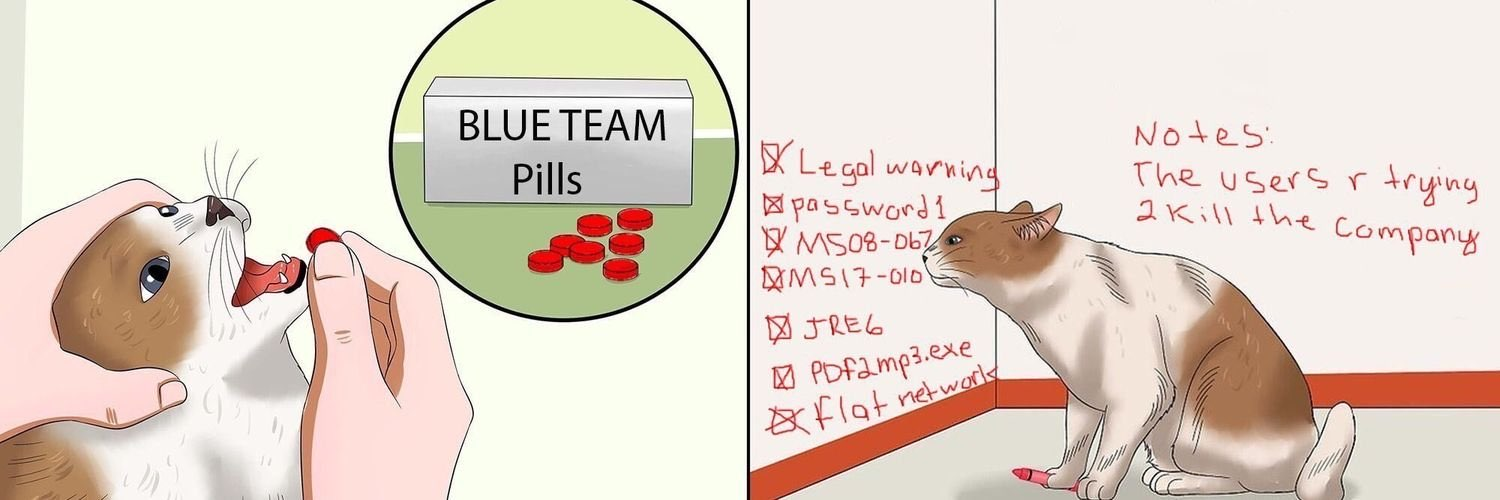 BLUE TEAM
Pills
Legal warning
password1
MS08-067
MS17-010
JRE6
PDF2mp3.exe
flat network
Notes:
The users r trying
2 kill the company